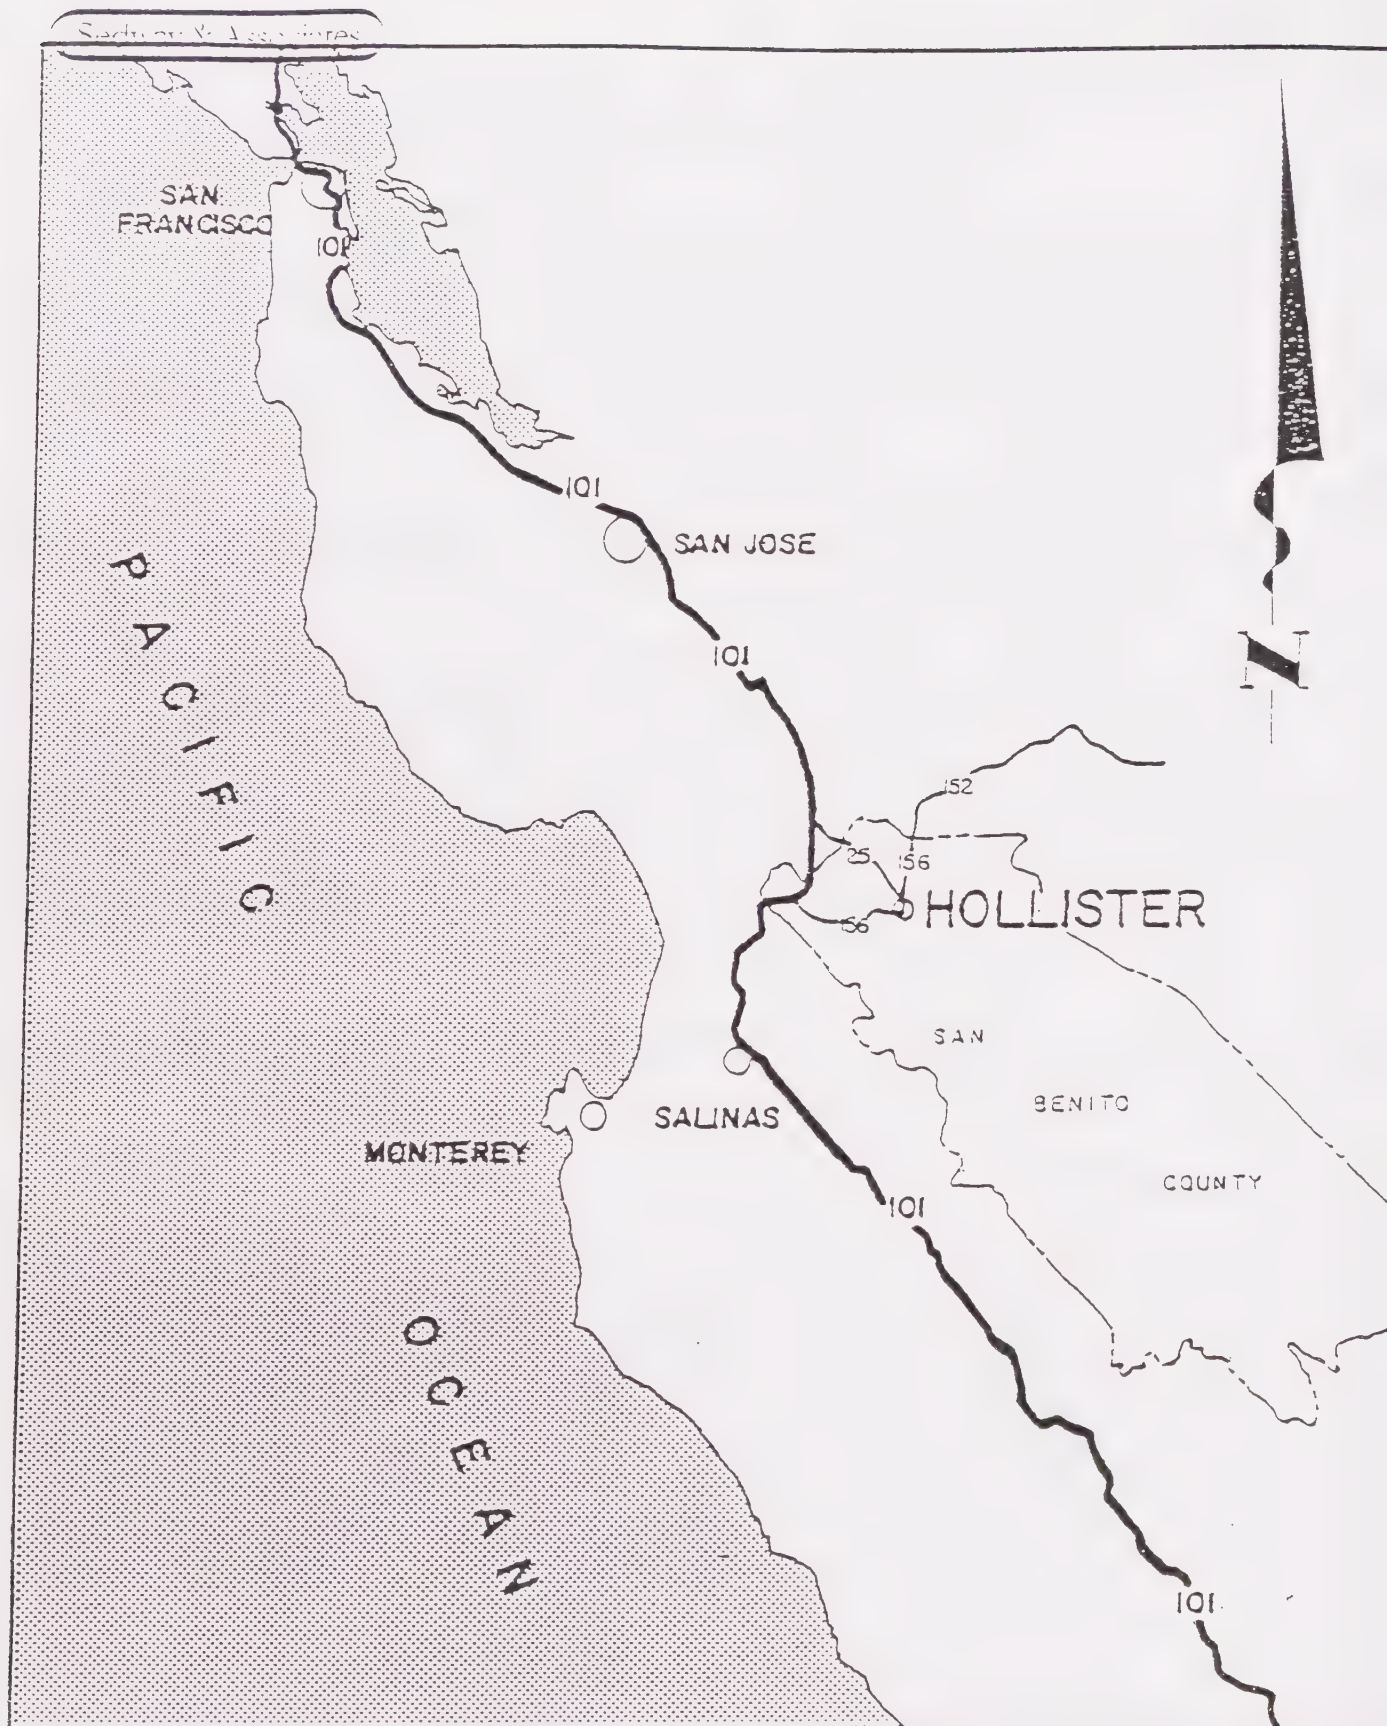 & Associates
SAN
FRANCISCO
101
101
SAN JOSE
101
PACIFIC
152
25
156
HOLLISTER
156
SAN
BENITO
SALINAS
MONTEREY
COUNTY
101
OCEAN
101
N